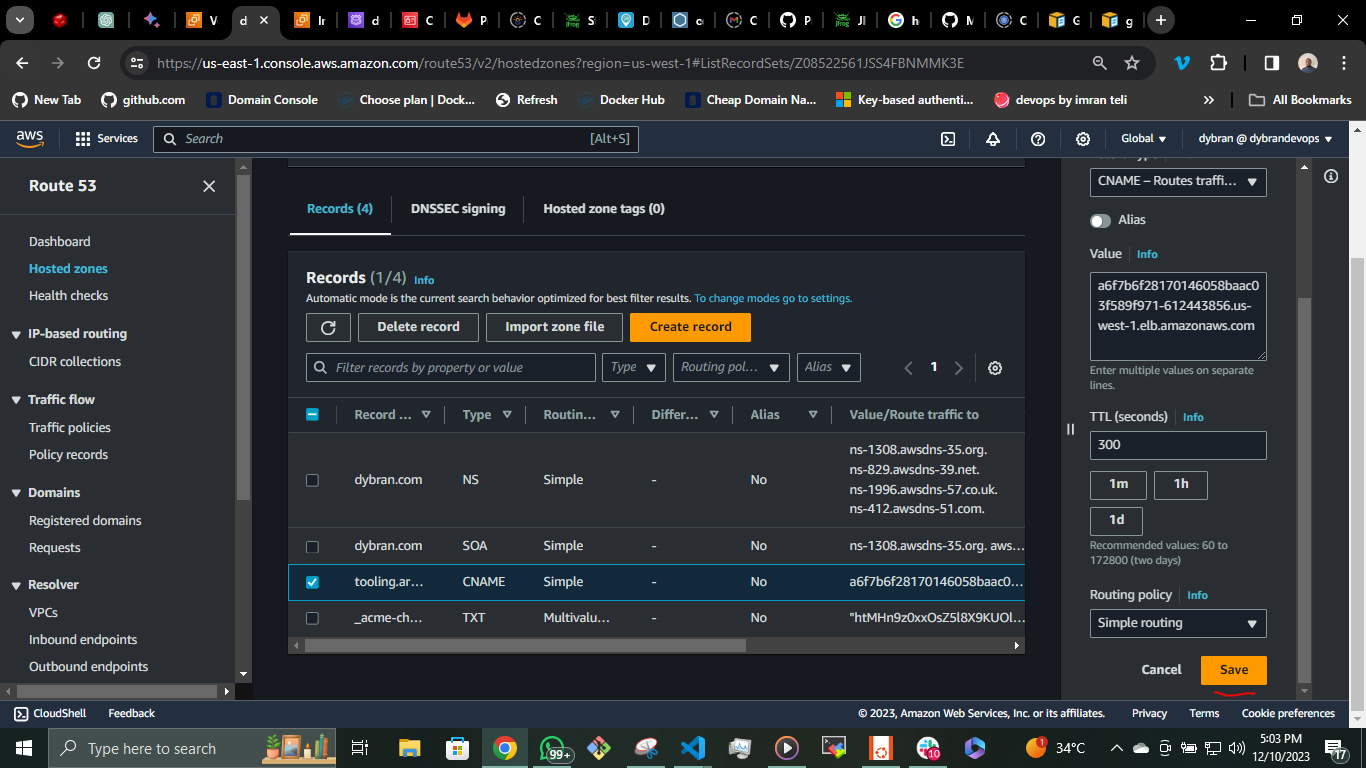 V
d
Ir
d
C
P
C
S
D
c
C
P
JI
h
M
C
G
g
https://us-east-1.console.aws.amazon.com/route53/v2/hostedzones?region=us-west-1#ListRecordSets/Z08522561JSS4FBNMMK3E
New Tab
github.com
Domain Console
Choose plan | Dock...
Refresh
Docker Hub
Cheap Domain Na...
Key-based authenti...
devops by imran teli
»
All Bookmarks
aws
Services
Search
[Alt+S]
Global
dybran @ dybrandevops
Route 53
Dashboard
Hosted zones
Health checks
IP-based routing
CIDR collections
Traffic flow
Traffic policies
Policy records
Domains
Registered domains
Requests
Resolver
VPCs
Inbound endpoints
Outbound endpoints
Records (4)
DNSSEC signing
Hosted zone tags (0)
Records (1/4) Info
Automatic mode is the current search behavior optimized for best filter results. To change modes go to settings.
Delete record
Import zone file
Create record
Filter records by property or value
Type
Routing pol...
Alias
1
Record ...
Type
Routin...
Differ...
Alias
Value/Route traffic to
dybran.com
NS
Simple
-
No
ns-1308.awsdns-35.org.
ns-829.awsdns-39.net.
ns-1996.awsdns-57.co.uk.
ns-412.awsdns-51.com.
dybran.com
SOA
Simple
-
No
ns-1308.awsdns-35.org. aws...
tooling.ar...
CNAME
Simple
-
No
a6f7b6f28170146058baac0...
_acme-ch...
TXT
Multivalu...
-
No
"htMHn9z0xxOsZ5l8X9KUOl...
CNAME – Routes traffi...
Alias
Value
Info
a6f7b6f28170146058baac0
3f589f971-612443856.us-
west-1.elb.amazonaws.com
Enter multiple values on separate
lines.
TTL (seconds)
Info
300
1m
1h
1d
Recommended values: 60 to
172800 (two days)
Routing policy
Info
Simple routing
Cancel
Save
CloudShell
Feedback
© 2023, Amazon Web Services, Inc. or its affiliates.
Privacy
Terms
Cookie preferences
Type here to search
99+
10
1
34°C
5:03 PM
12/10/2023
17